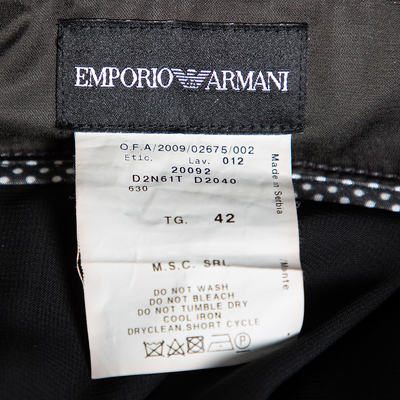 EMPORIO ARMANI
O.F.A/2009/02675/002
Etic. Lav. 012
20092
D2N61T D2040
630
TG. 42
M.S.C. SRL
DO NOT WASH
DO NOT BLEACH
DO NOT TUMBLE DRY
COOL IRON
DRYCLEAN.SHORT CYCLE
P
Made in Serbia